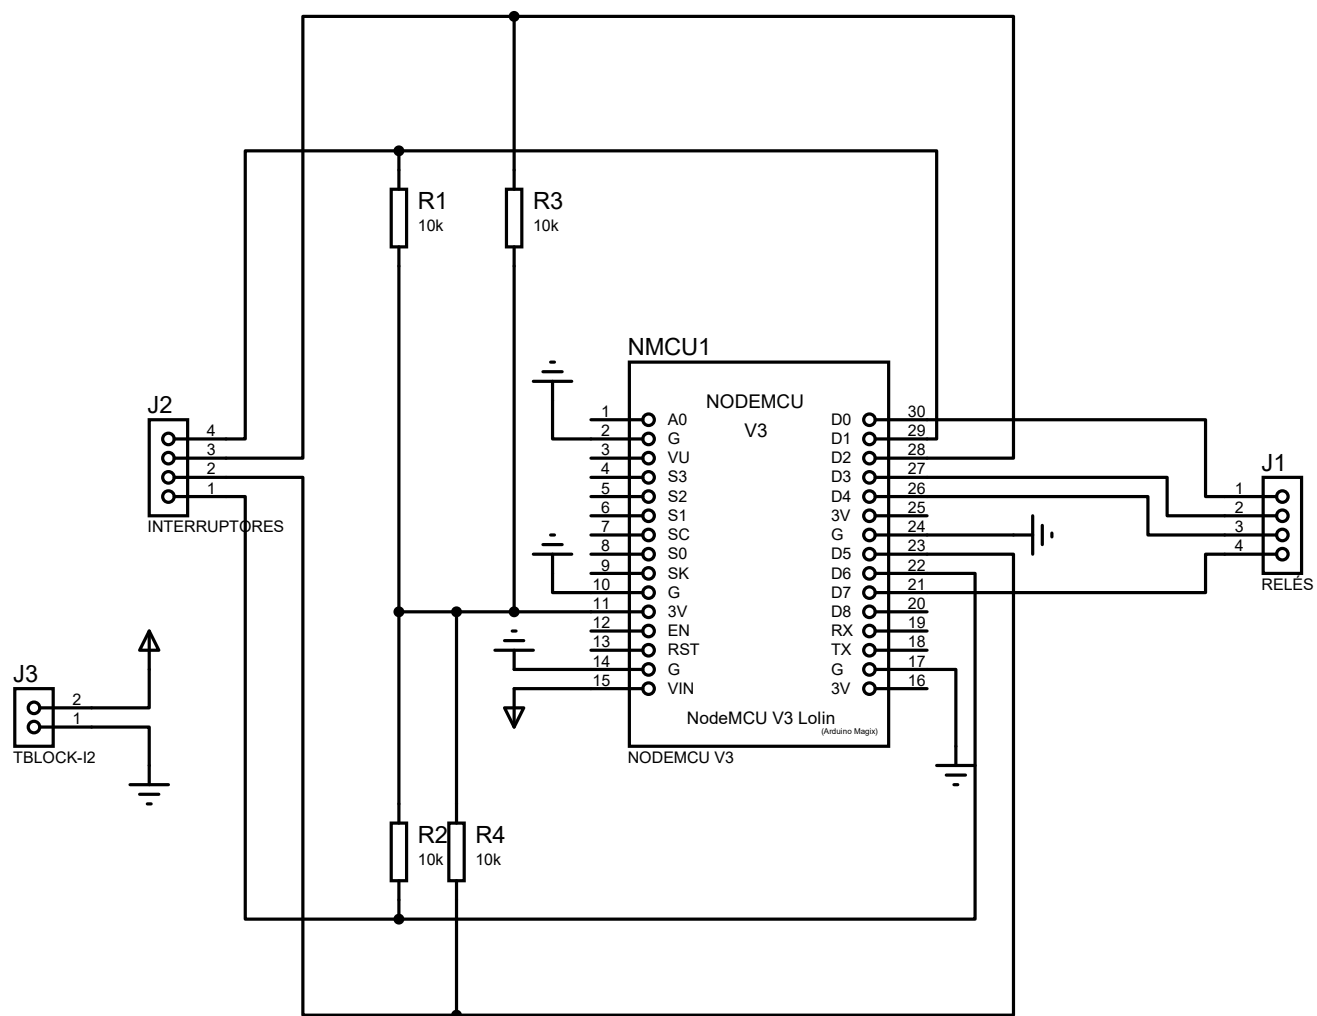 R1
10k
R3
10k
NMCU1
NODEMCU
V3
1 A0
2 G
3 VU
4 S3
5 S2
6 S1
7 SC
8 S0
9 SK
10 G
11 3V
12 EN
13 RST
14 G
15 VIN
D0 30
D1 29
D2 28
D3 27
D4 26
3V 25
G 24
D5 23
D6 22
D7 21
D8 20
RX 19
TX 18
G 17
3V 16
NodeMCU V3 Lolin
(Arduino Magix)
NODEMCU V3
J2
4
3
2
1
INTERRUPTORES
J1
1
2
3
4
RELÉS
J3
2
1
TBLOCK-I2
R2
10k
R4
10k